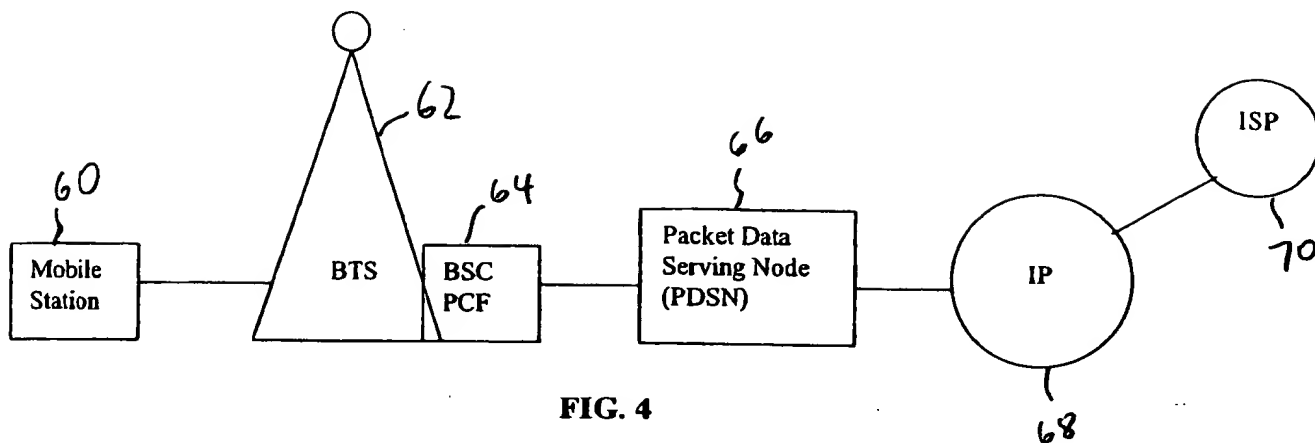 60
Mobile
Station
62
BTS
64
BSC
PCF
66
Packet Data
Serving Node
(PDSN)
IP
68
ISP
70
FIG. 4